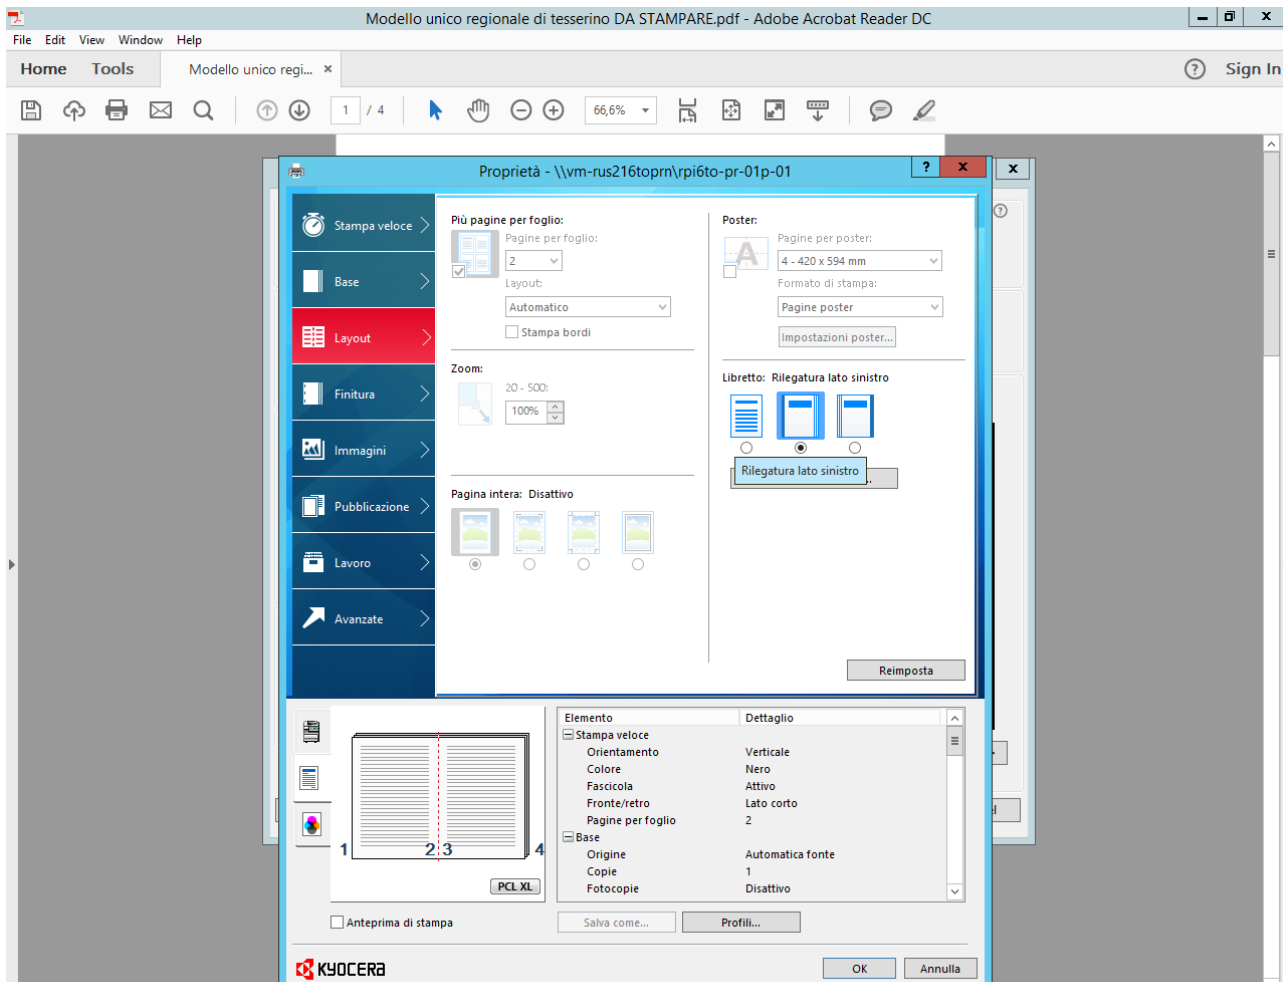 Modello unico regionale di tesserino DA STAMPARE.pdf - Adobe Acrobat Reader DC
File Edit View Window Help
Home Tools Modello unico regi... × Sign In
1 / 4 66,6%
Proprietà - \\vm-rus216toprn\rpi6to-pr-01p-01 ? x x
Stampa veloce
Base
Layout
Finitura
Immagini
Pubblicazione
Lavoro
Avanzate
Più pagine per foglio:
Pagine per foglio:
2
Layout:
Automatico
Stampa bordi
Zoom:
20 - 500:
100%
Pagina intera: Disattivo
Poster:
Pagine per poster:
4 - 420 x 594 mm
Formato di stampa:
Pagine poster
Impostazioni poster...
Libretto: Rilegatura lato sinistro
Rilegatura lato sinistro
Reimposta
1 2 3 4
PCL XL
Anteprima di stampa
Elemento Dettaglio
Stampa veloce
Orientamento Verticale
Colore Nero
Fascicola Attivo
Fronte/retro Lato corto
Pagine per foglio 2
Base
Origine Automatica fonte
Copie 1
Fotocopie Disattivo
Salva come... Profili...
KYOCERA
OK Annulla